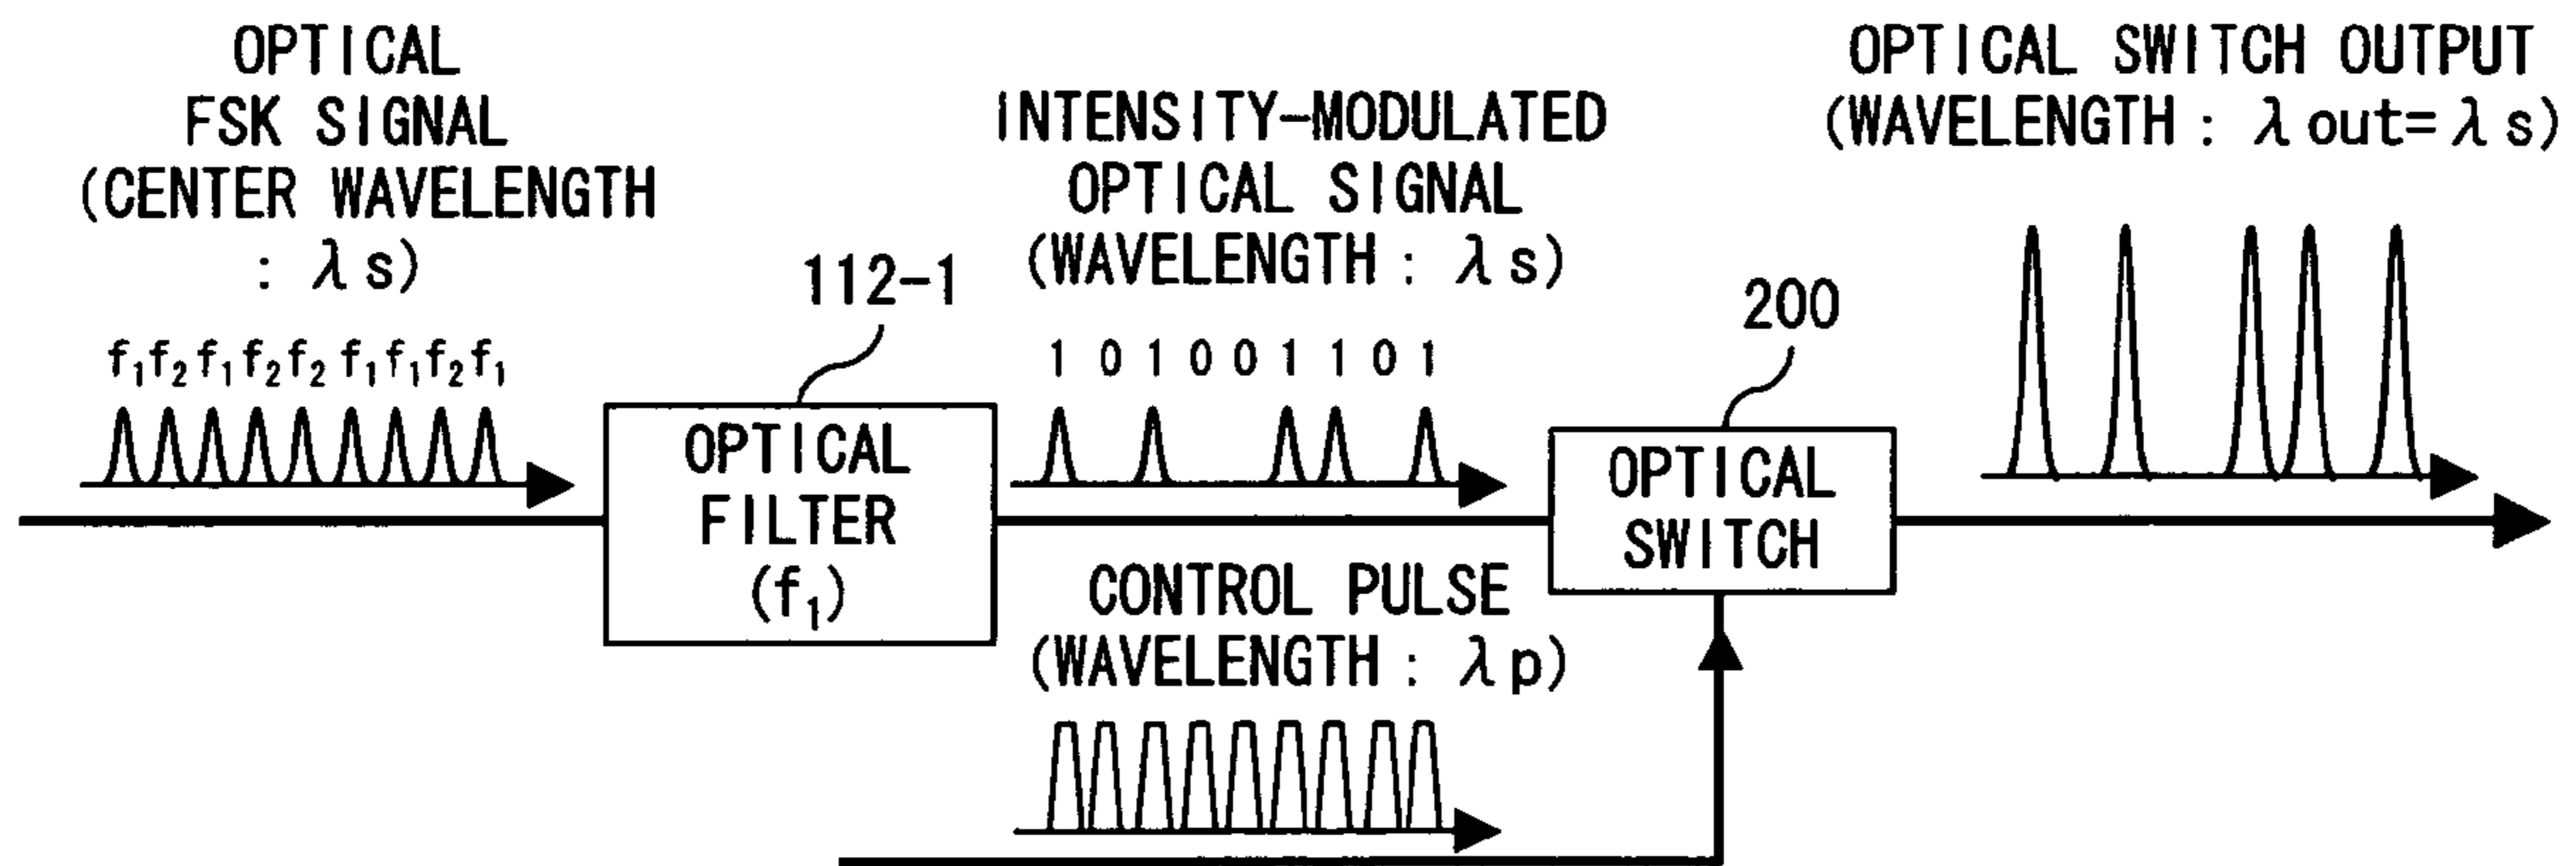 OPTICAL
FSK SIGNAL
(CENTER WAVELENGTH
: λs)
f₁f₂f₁f₂f₂f₁f₁f₂f₁
112-1
OPTICAL
FILTER
(f₁)
INTENSITY-MODULATED
OPTICAL SIGNAL
(WAVELENGTH : λs)
1 0 1 0 0 1 1 0 1
CONTROL PULSE
(WAVELENGTH : λp)
200
OPTICAL
SWITCH
OPTICAL SWITCH OUTPUT
(WAVELENGTH : λout=λs)